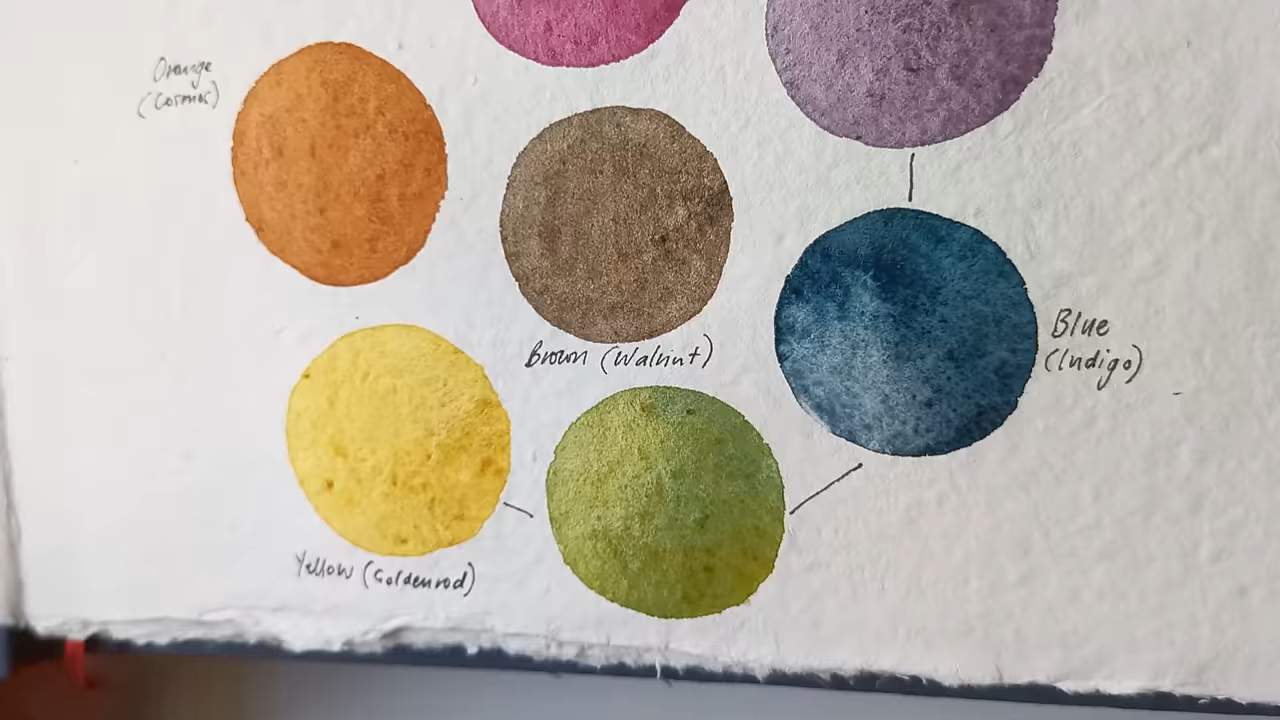 Orange
(Cosmos)
Brown (Walnut)
Blue
(Indigo)
Yellow (Goldenrod)